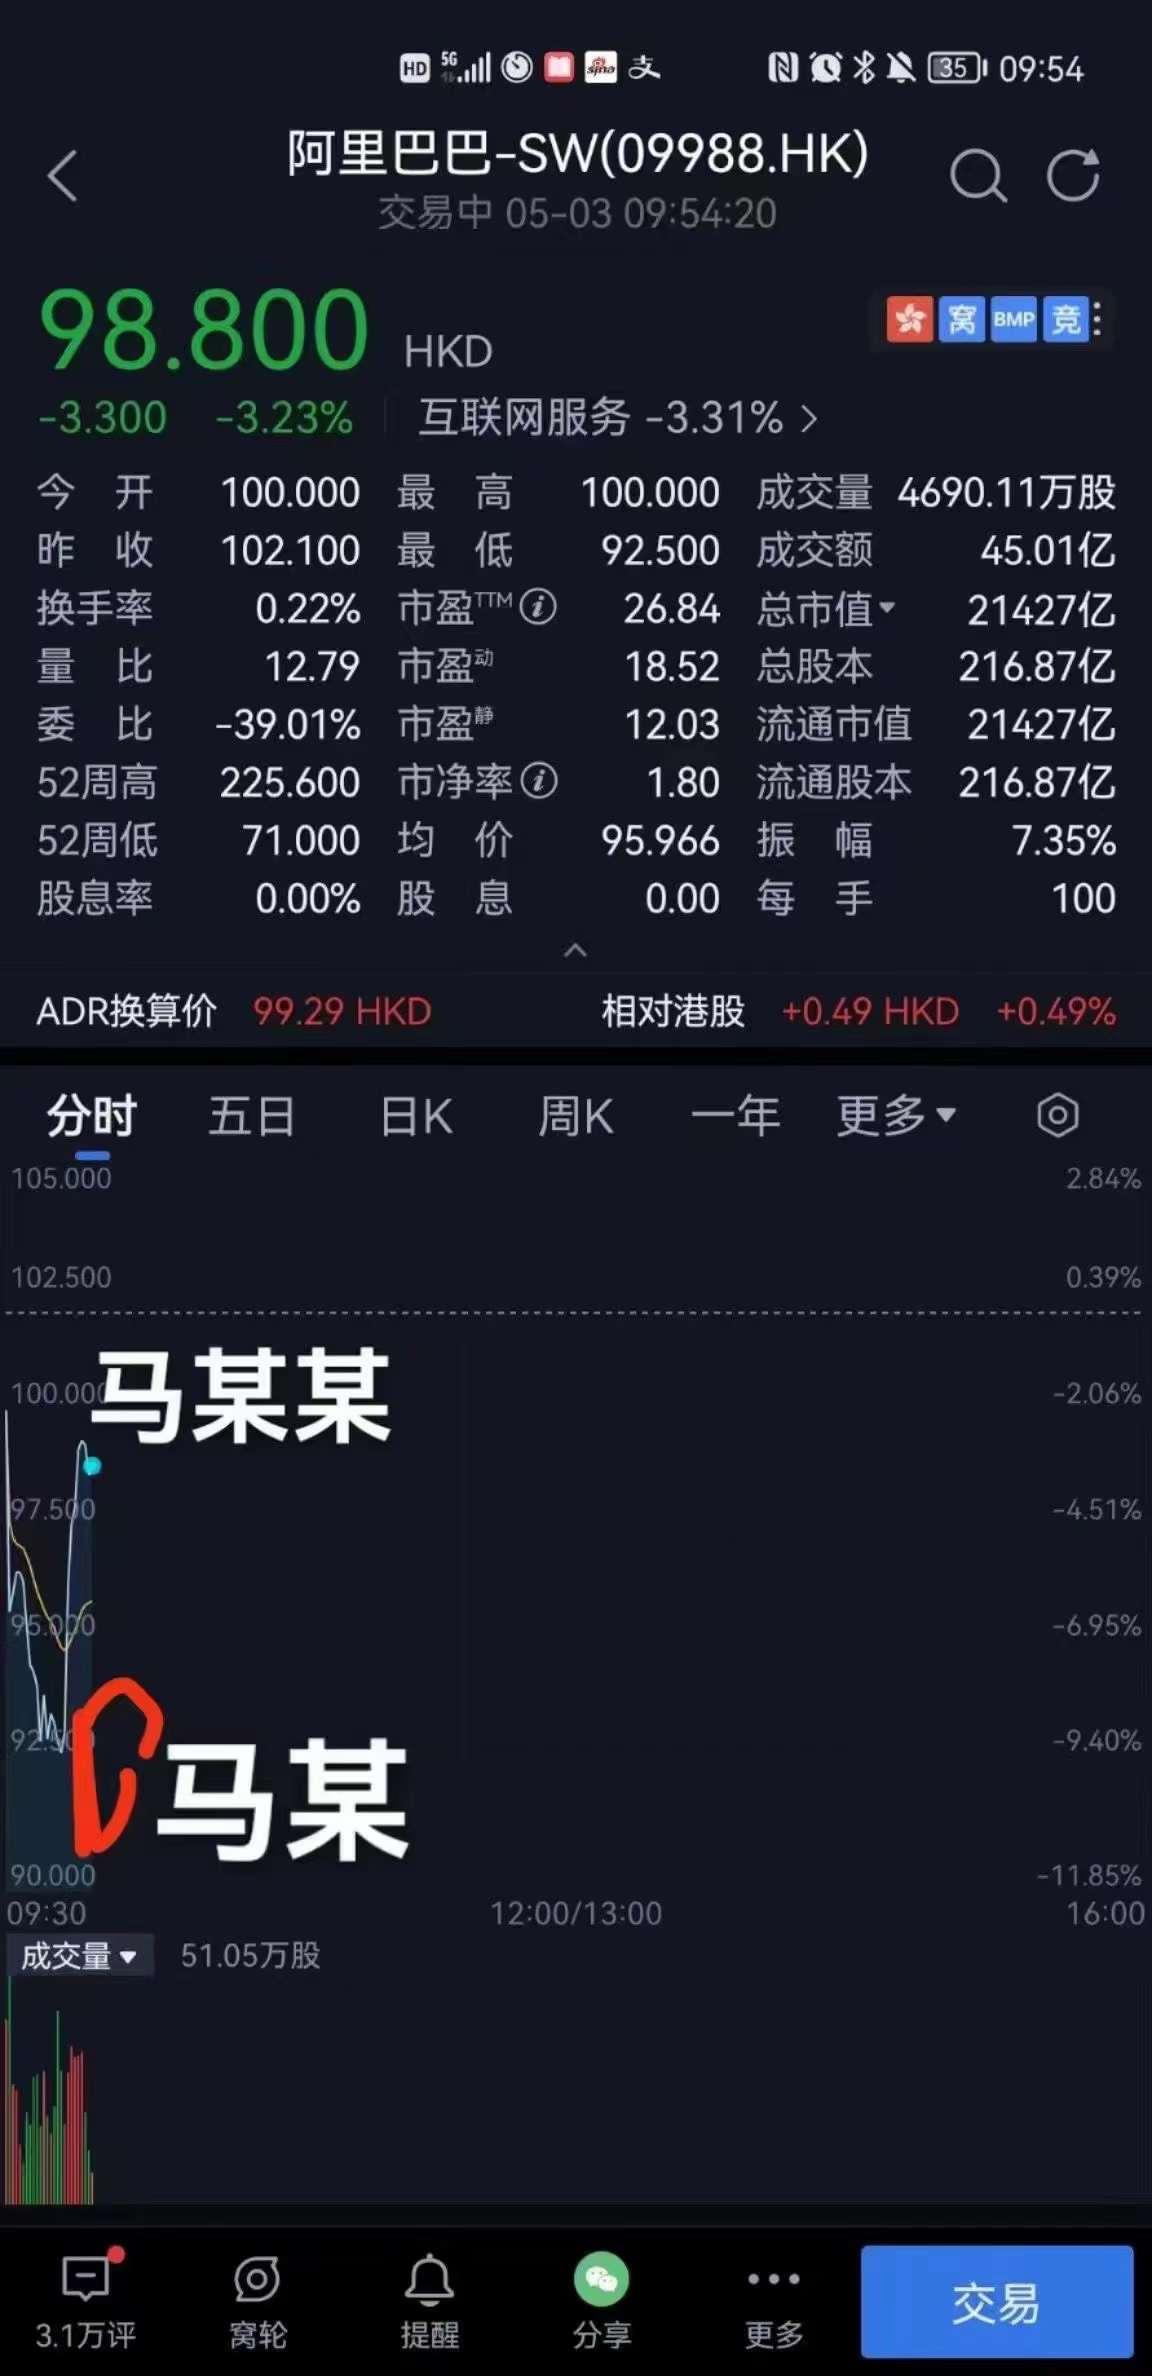 HD 5G sina 支 35 09:54
阿里巴巴-SW(09988.HK)
交易中 05-03 09:54:20
98.800 HKD
窝 BMP 竞
-3.300 -3.23% 互联网服务 -3.31%
今开 100.000 最高 100.000 成交量 4690.11万股
昨收 102.100 最低 92.500 成交额 45.01亿
换手率 0.22% 市盈TTM 26.84 总市值 21427亿
量比 12.79 市盈动 18.52 总股本 216.87亿
委比 -39.01% 市盈静 12.03 流通市值 21427亿
52周高 225.600 市净率 1.80 流通股本 216.87亿
52周低 71.000 均价 95.966 振幅 7.35%
股息率 0.00% 股息 0.00 每手 100
ADR换算价 99.29 HKD 相对港股 +0.49 HKD +0.49%
分时 五日 日K 周K 一年 更多
105.000 2.84%
102.500 0.39%
100.000 马某某 -2.06%
97.500 -4.51%
95.000 -6.95%
92.500 -9.40%
马某
90.000 -11.85%
09:30 12:00/13:00 16:00
成交量 51.05万股
3.1万评 窝轮 提醒 分享 更多 交易